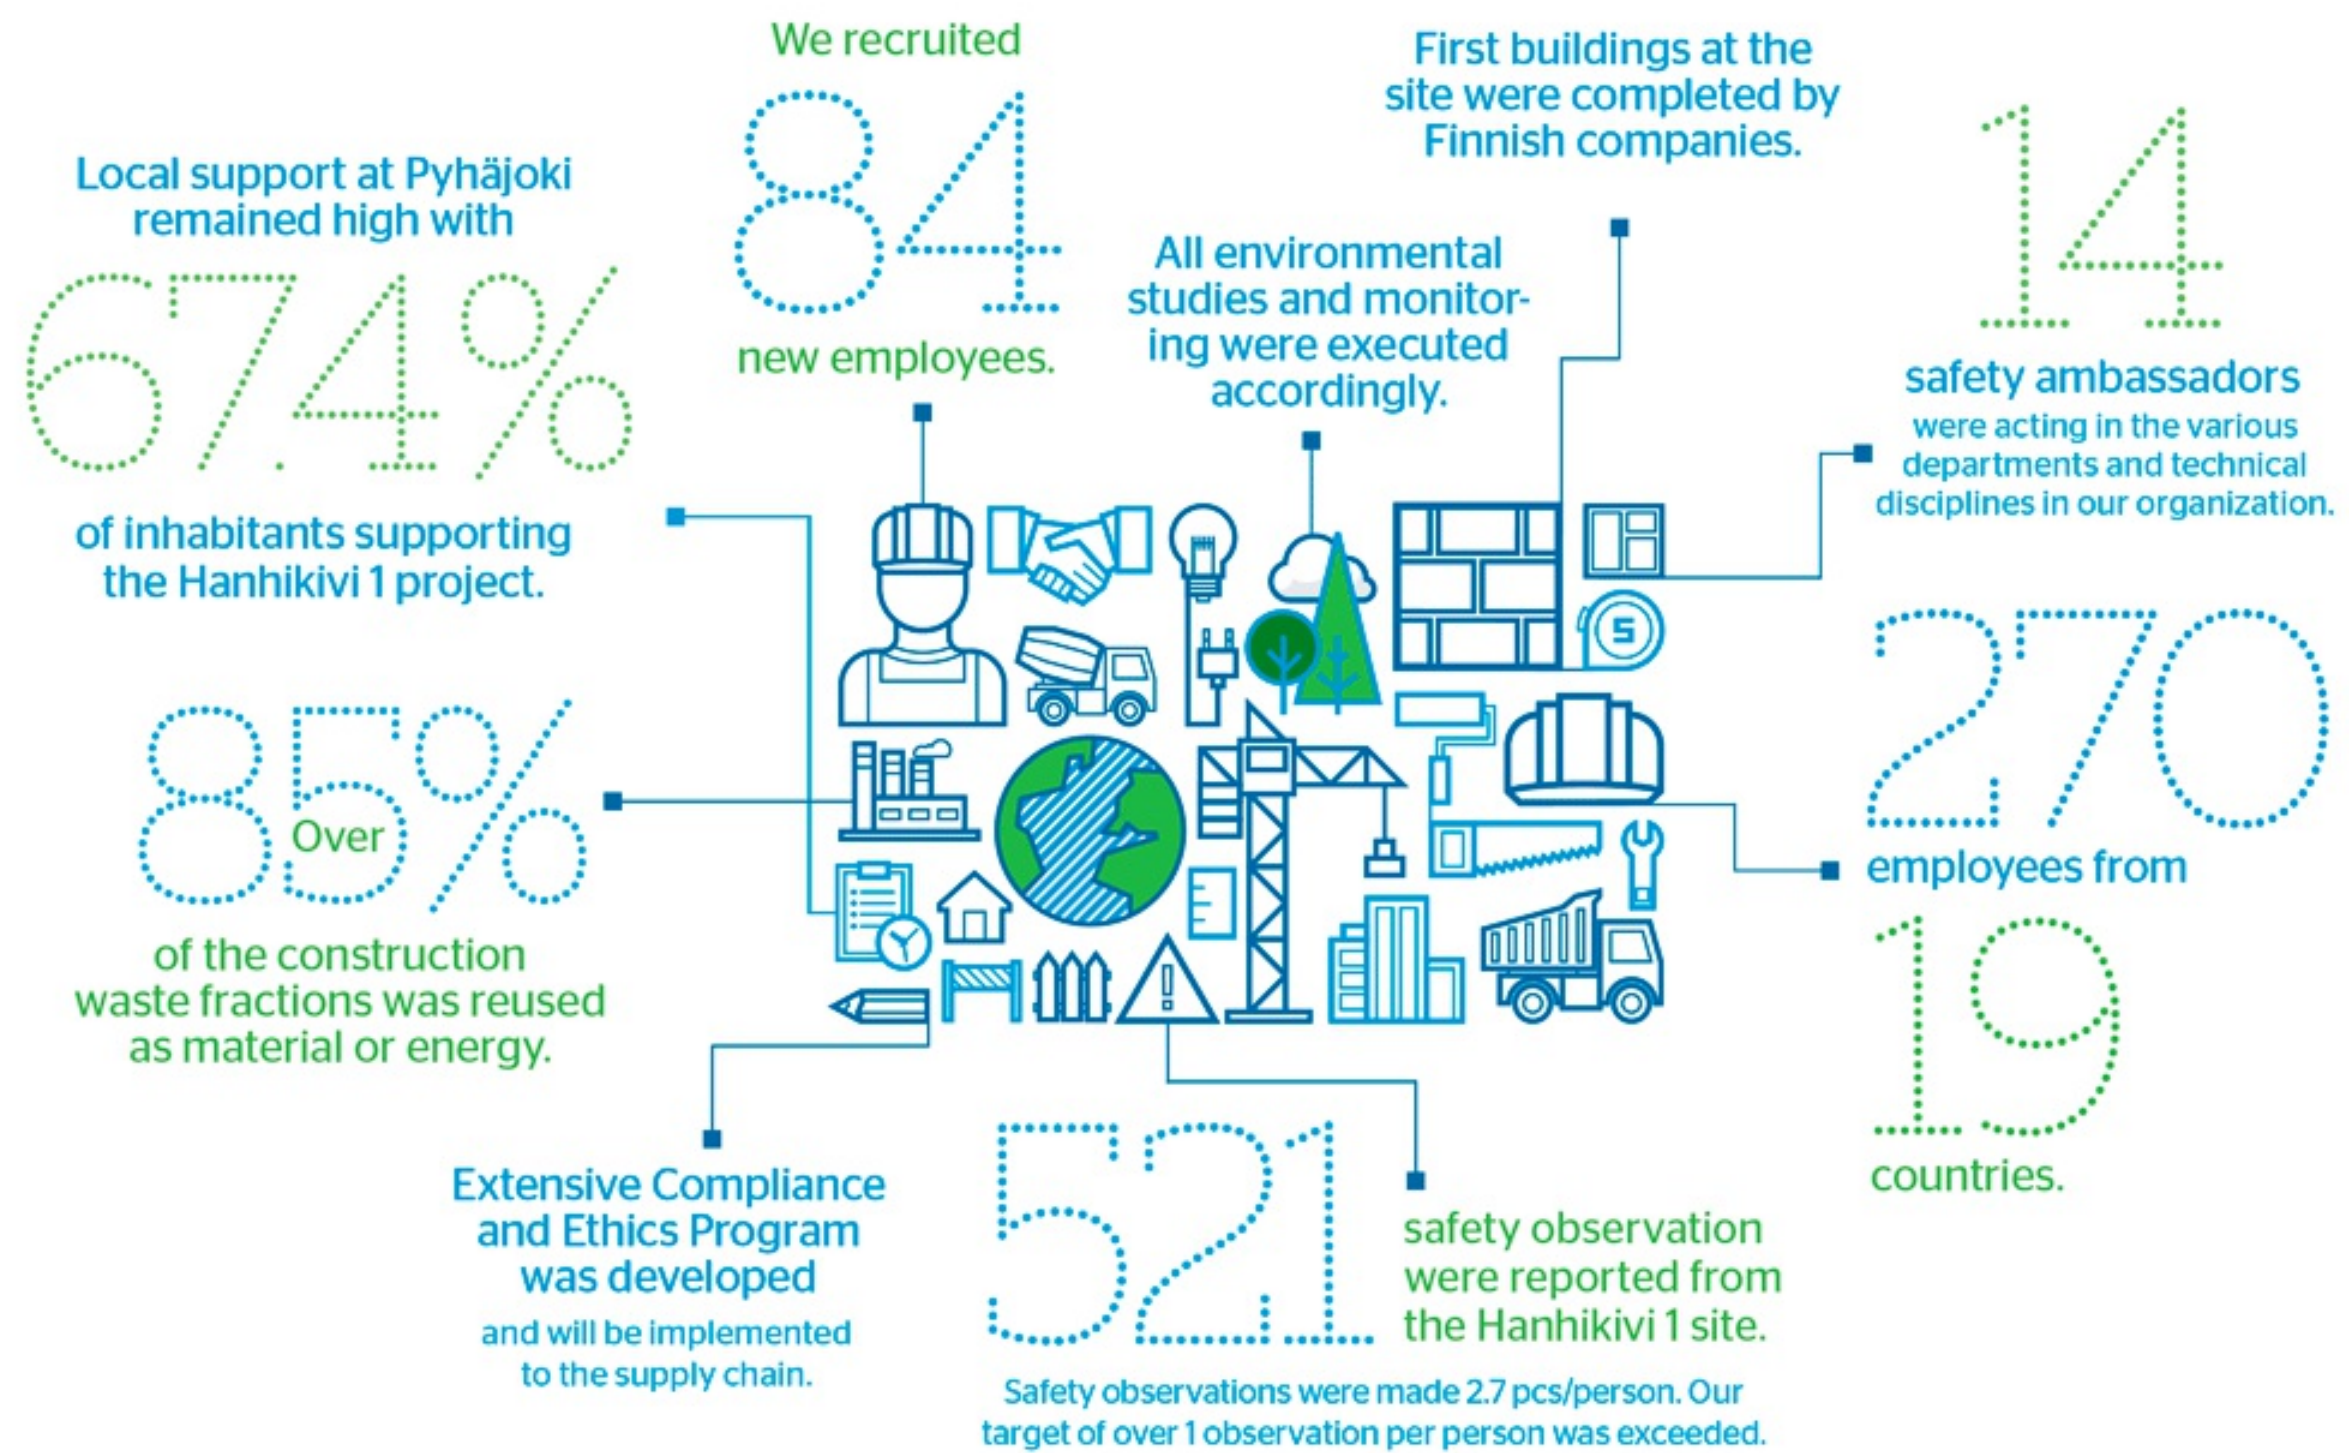 We recruited
84
new employees.
First buildings at the
site were completed by
Finnish companies.
14
safety ambassadors
were acting in the various
departments and technical
disciplines in our organization.
Local support at Pyhäjoki
remained high with
67.4%
of inhabitants supporting
the Hanhikivi 1 project.
All environmental
studies and monitor-
ing were executed
accordingly.
5
270
employees from
19
countries.
85%
Over
of the construction
waste fractions was reused
as material or energy.
Extensive Compliance
and Ethics Program
was developed
and will be implemented
to the supply chain.
521
safety observation
were reported from
the Hanhikivi 1 site.
Safety observations were made 2.7 pcs/person. Our
target of over 1 observation per person was exceeded.